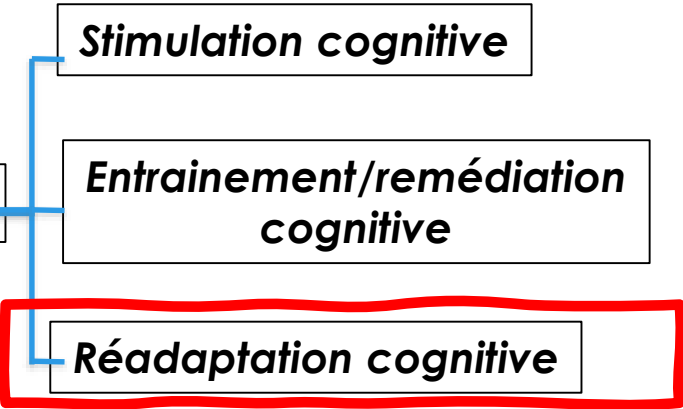 Stimulation cognitive
Entrainement/remédiation
cognitive
Réadaptation cognitive